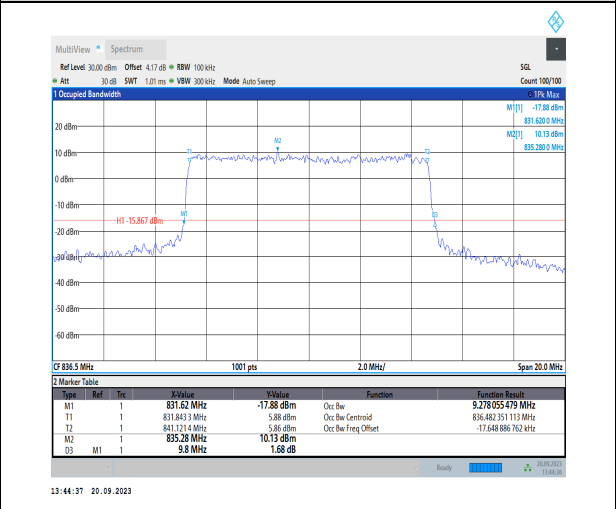 MultiView Spectrum
Ref Level 30.00 dBm Offset 4.17 dB RBW 100 kHz SGL
Att 30 dB SWT 1.01 ms VBW 300 kHz Mode Auto Sweep Count 100/100
1 Occupied Bandwidth 1Pk Max
M1[1] -17.88 dBm
831.6200 MHz
M2[1] 10.13 dBm
835.2800 MHz
20 dBm
M2
10 dBm
T1
T2
0 dBm
-10 dBm
M1
D3
H1 -15.867 dBm
-20 dBm
-30 dBm
-40 dBm
-50 dBm
-60 dBm
CF 836.5 MHz 1001 pts 2.0 MHz/ Span 20.0 MHz
2 Marker Table
Type Ref Trc X-Value Y-Value Function Function Result
M1 1 831.62 MHz -17.88 dBm Occ Bw 9.278 055 479 MHz
T1 1 831.843 3 MHz 5.88 dBm Occ Bw Centroid 836.482 351 113 MHz
T2 1 841.121 4 MHz 5.86 dBm Occ Bw Freq Offset -17.648 886 762 kHz
M2 1 835.28 MHz 10.13 dBm
D3 M1 1 9.8 MHz 1.68 dB
Ready 20.09.2023
13:44:36
13:44:37 20.09.2023